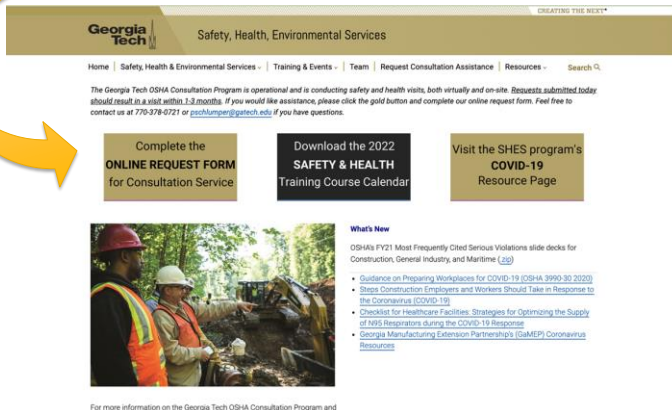 CREATING THE NEXT®
Georgia
Tech
Safety, Health, Environmental Services
Home | Safety, Health & Environmental Services | Training & Events | Team | Request Consultation Assistance | Resources Search
The Georgia Tech OSHA Consultation Program is operational and is conducting safety and health visits, both virtually and on-site. Requests submitted today
should result in a visit within 1-3 months. If you would like assistance, please click the gold button and complete our online request form. Feel free to
contact us at 770-378-0721 or pschlumper@gatech.edu if you have questions.
Complete the
ONLINE REQUEST FORM
for Consultation Service
Download the 2022
SAFETY & HEALTH
Training Course Calendar
Visit the SHES program's
COVID-19
Resource Page
What's New
OSHA's FY21 Most Frequently Cited Serious Violations slide decks for
Construction, General Industry, and Maritime (.zip)
• Guidance on Preparing Workplaces for COVID-19 (OSHA 3990-30 2020)
• Steps Construction Employers and Workers Should Take in Response to
the Coronavirus (COVID-19)
• Checklist for Healthcare Facilities: Strategies for Optimizing the Supply
of N95 Respirators during the COVID-19 Response
• Georgia Manufacturing Extension Partnership's (GaMEP) Coronavirus
Resources
For more information on the Georgia Tech OSHA Consultation Program and